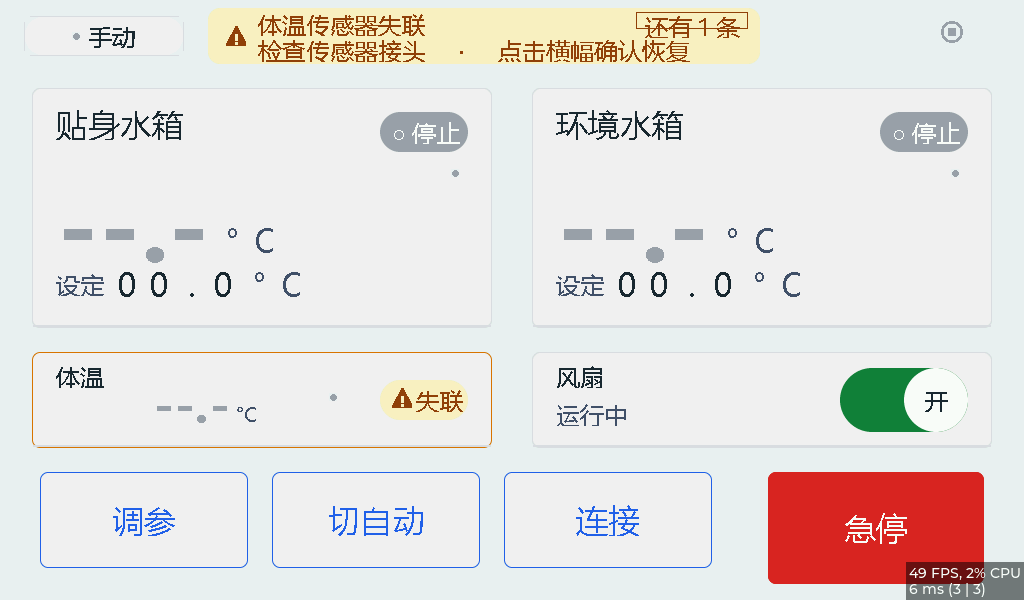 手动
体温传感器失联
还有 1 条
检查传感器接头 · 点击横幅确认恢复
贴身水箱
停止
--.- °C
设定 00.0 °C
环境水箱
停止
--.- °C
设定 00.0 °C
体温
--.- °C
失联
风扇
运行中
开
调参
切自动
连接
急停
49 FPS, 2% CPU
6 ms (3 | 3)